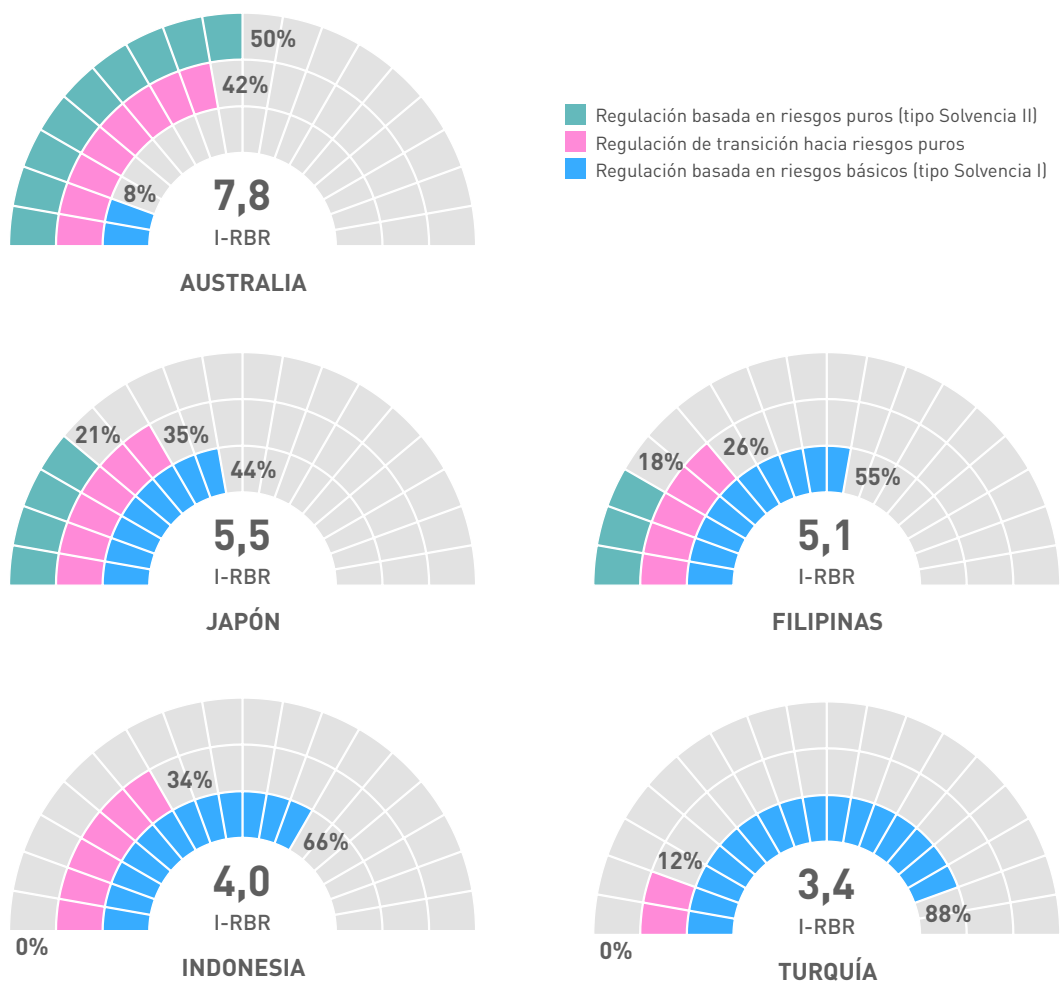 50%
42%
8%
7,8
I-RBR
AUSTRALIA
Regulación basada en riesgos puros (tipo Solvencia II)
Regulación de transición hacia riesgos puros
Regulación basada en riesgos básicos (tipo Solvencia I)
21%
35%
44%
5,5
I-RBR
JAPÓN
18%
26%
55%
5,1
I-RBR
FILIPINAS
34%
66%
4,0
I-RBR
0%
INDONESIA
12%
88%
3,4
I-RBR
0%
TURQUÍA